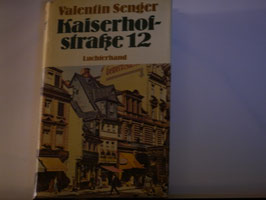 Valentin Senger
Kaiserhof-
straße 12
Luchterhand